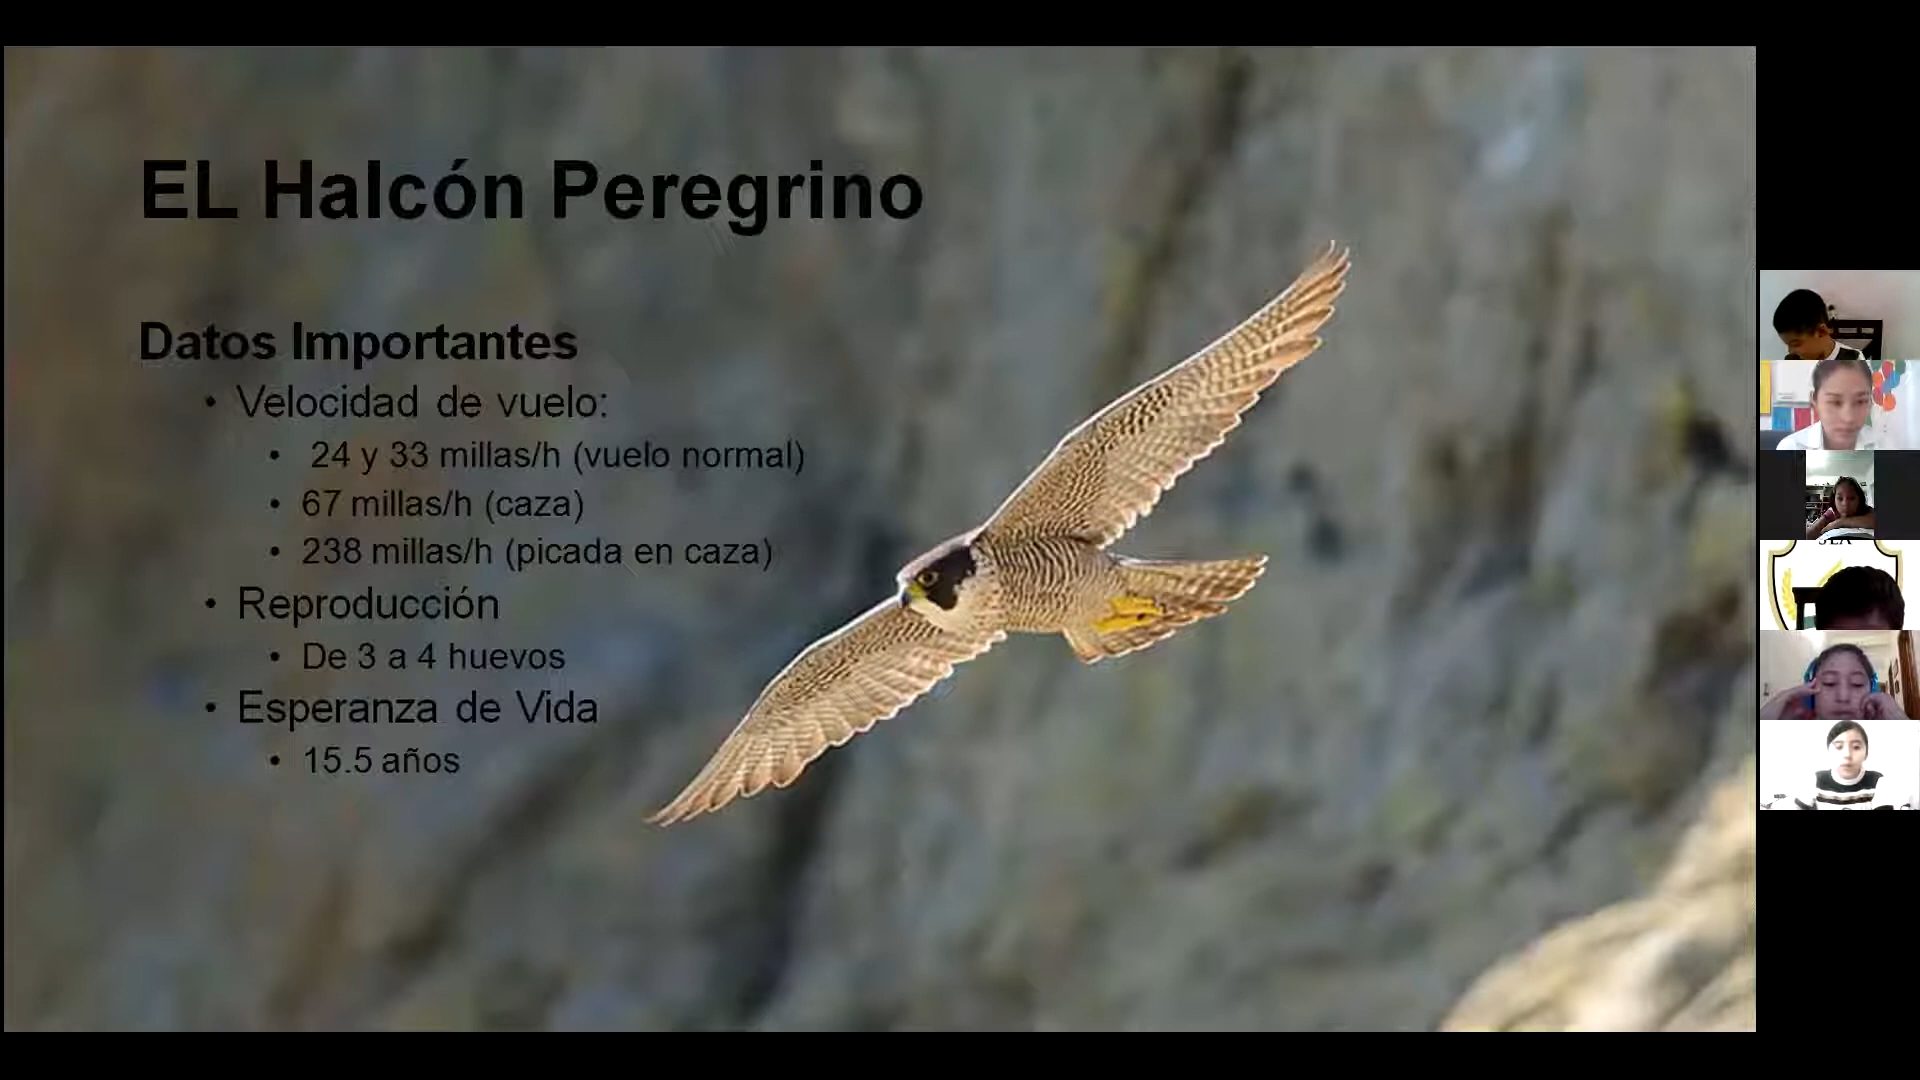 EL Halcón Peregrino
Datos Importantes
• Velocidad de vuelo:
• 24 y 33 millas/h (vuelo normal)
• 67 millas/h (caza)
• 238 millas/h (picada en caza)
• Reproducción
• De 3 a 4 huevos
• Esperanza de Vida
• 15.5 años